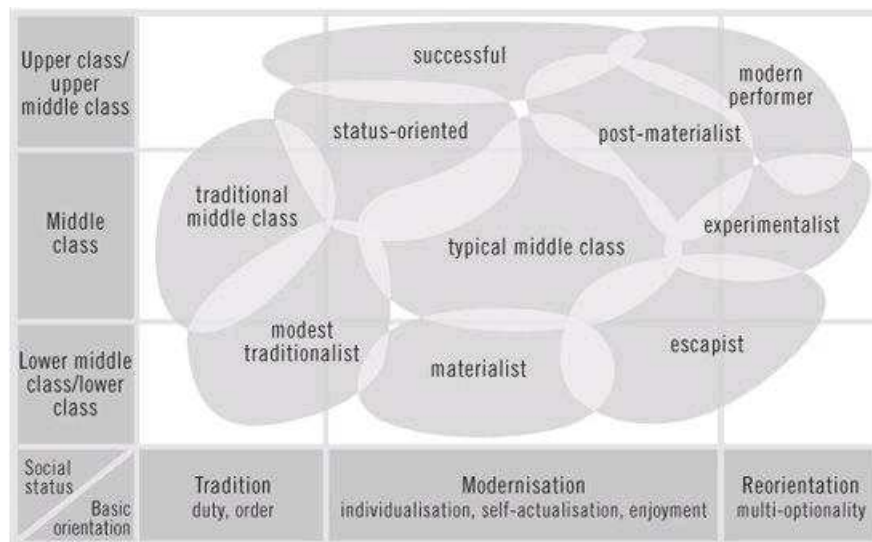 Upper class/
upper
middle class
successful
modern
performer
status-oriented
post-materialist
Middle
class
traditional
middle class
experimentalist
typical middle class
Lower middle
class/lower
class
modest
traditionalist
materialist
escapist
Social
status
Basic
orientation
Tradition
duty, order
Modernisation
individualisation, self-actualisation, enjoyment
Reorientation
multi-optionality